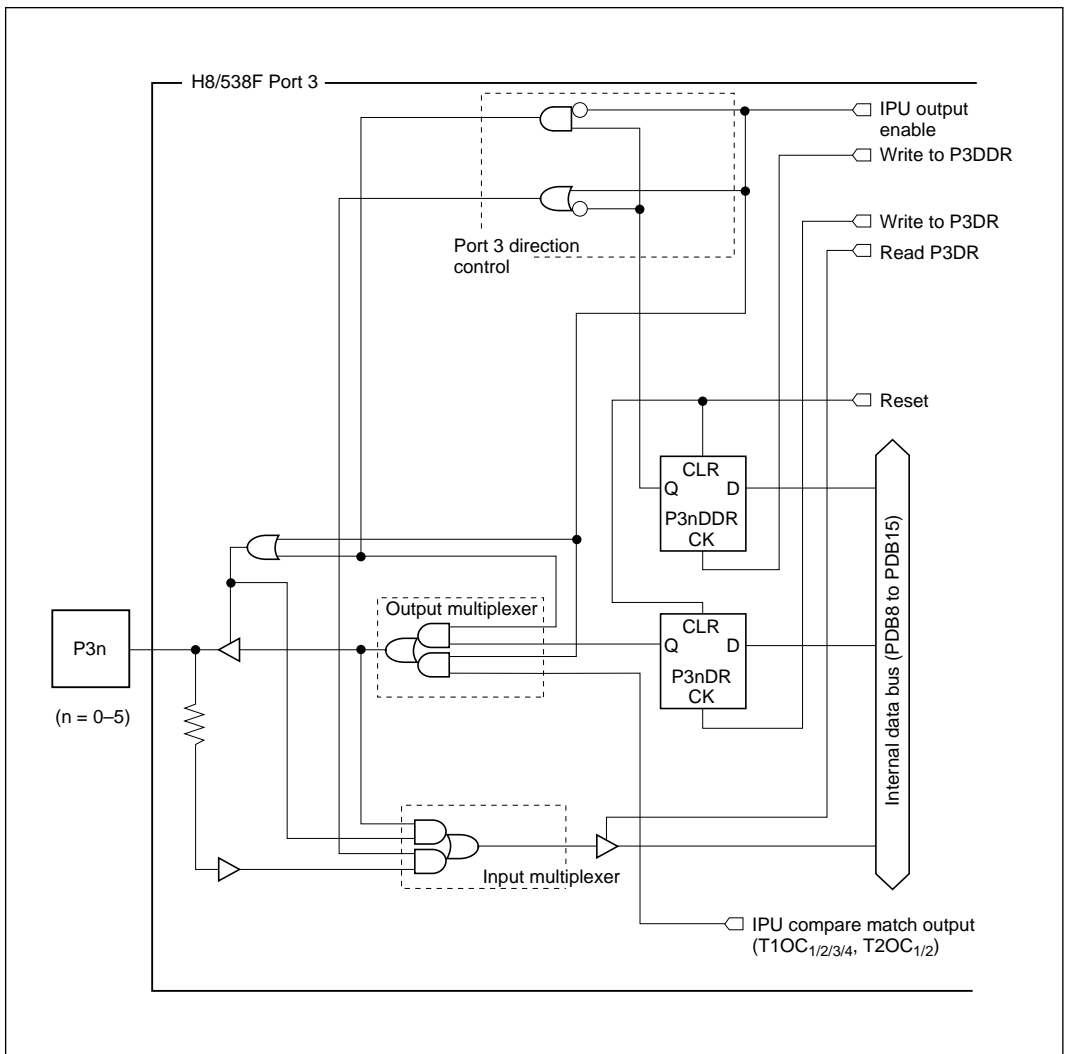 H8/538F Port 3
IPU output
enable
Write to P3DDR
Write to P3DR
Port 3 direction
control
Read P3DR
Reset
CLR
Q D
P3nDDR
CK
Internal data bus (PDB8 to PDB15)
Output multiplexer
CLR
Q D
P3nDR
CK
P3n
(n = 0–5)
Input multiplexer
IPU compare match output
(T1OC1/2/3/4, T2OC1/2)